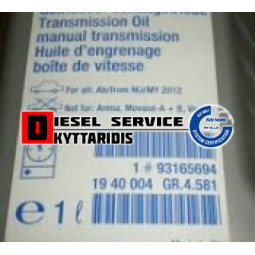 Transmission Oil
manual transmission
Huile d'engrenage
boîte de vitesse
For all: Ab/from MJ/MY 2012
Not for: Arena, Movano-A + B,
DIESEL SERVICE
KYTTARIDIS
1 # 93165694
19 40 004 GR.4.581
e 1 l